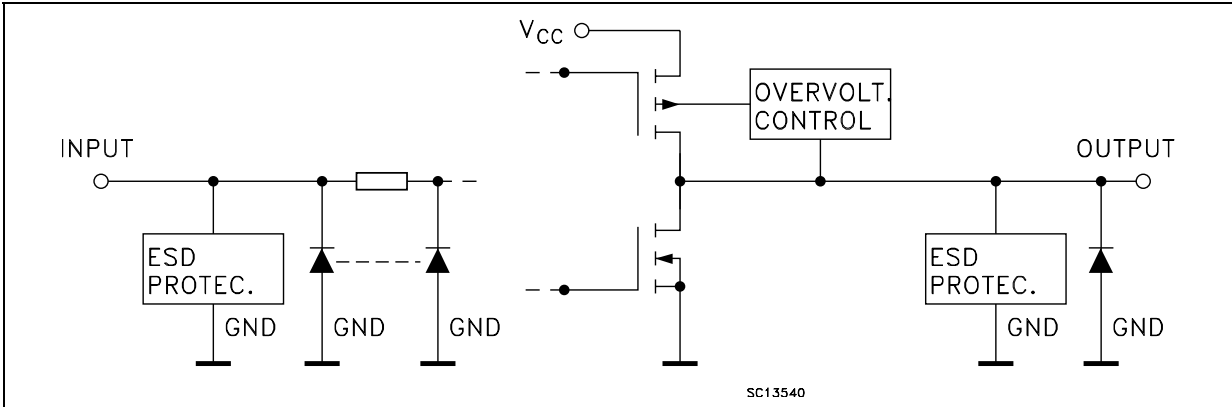 VCC
OVERVOLT.
CONTROL
INPUT
OUTPUT
ESD
PROTEC.
GND
GND
GND
ESD
PROTEC.
GND
GND
SC13540